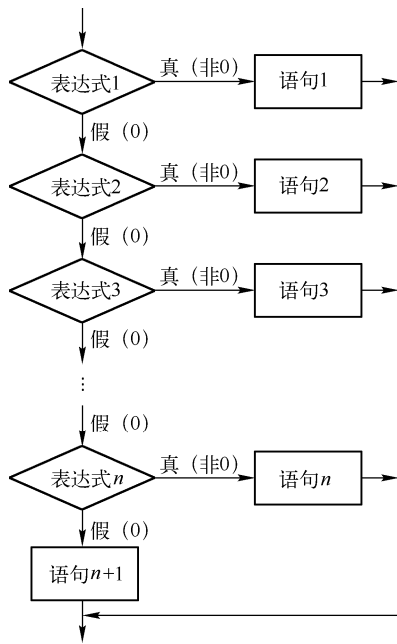 表达式1
真（非0）
语句1
假（0）
表达式2
真（非0）
语句2
假（0）
表达式3
真（非0）
语句3
假（0）
⋮
假（0）
表达式n
真（非0）
语句n
假（0）
语句n+1